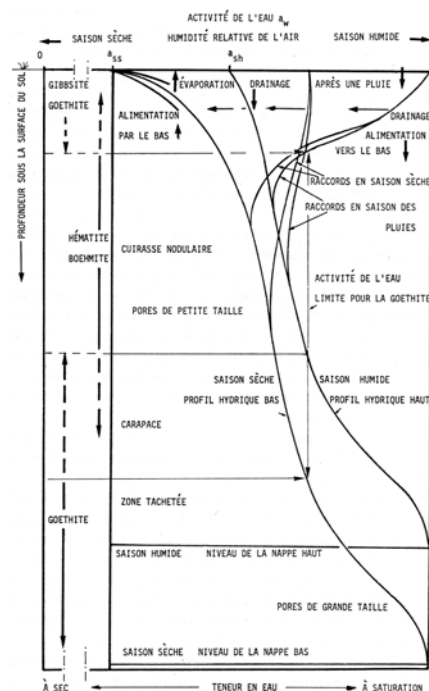 ACTIVITÉ DE L'EAU aw
SAISON SÈCHE HUMIDITÉ RELATIVE DE L'AIR SAISON HUMIDE
0 ass ash
PROFONDEUR SOUS LA SURFACE DU SOL
GIBBSITE
GOETHITE
ÉVAPORATION DRAINAGE APRÈS UNE PLUIE
ALIMENTATION
PAR LE BAS
DRAINAGE
ALIMENTATION
VERS LE BAS
RACCORDS EN SAISON SÈCHE
RACCORDS EN SAISON DES
PLUIES
HÉMATITE
BOEHMITE
CUIRASSE NODULAIRE
PORES DE PETITE TAILLE
ACTIVITÉ DE L'EAU
LIMITE POUR LA GOETHITE
SAISON SÈCHE SAISON HUMIDE
PROFIL HYDRIQUE BAS PROFIL HYDRIQUE HAUT
CARAPACE
ZONE TACHETÉE
GOETHITE
SAISON HUMIDE NIVEAU DE LA NAPPE HAUT
PORES DE GRANDE TAILLE
SAISON SÈCHE NIVEAU DE LA NAPPE BAS
À SEC TENEUR EN EAU À SATURATION